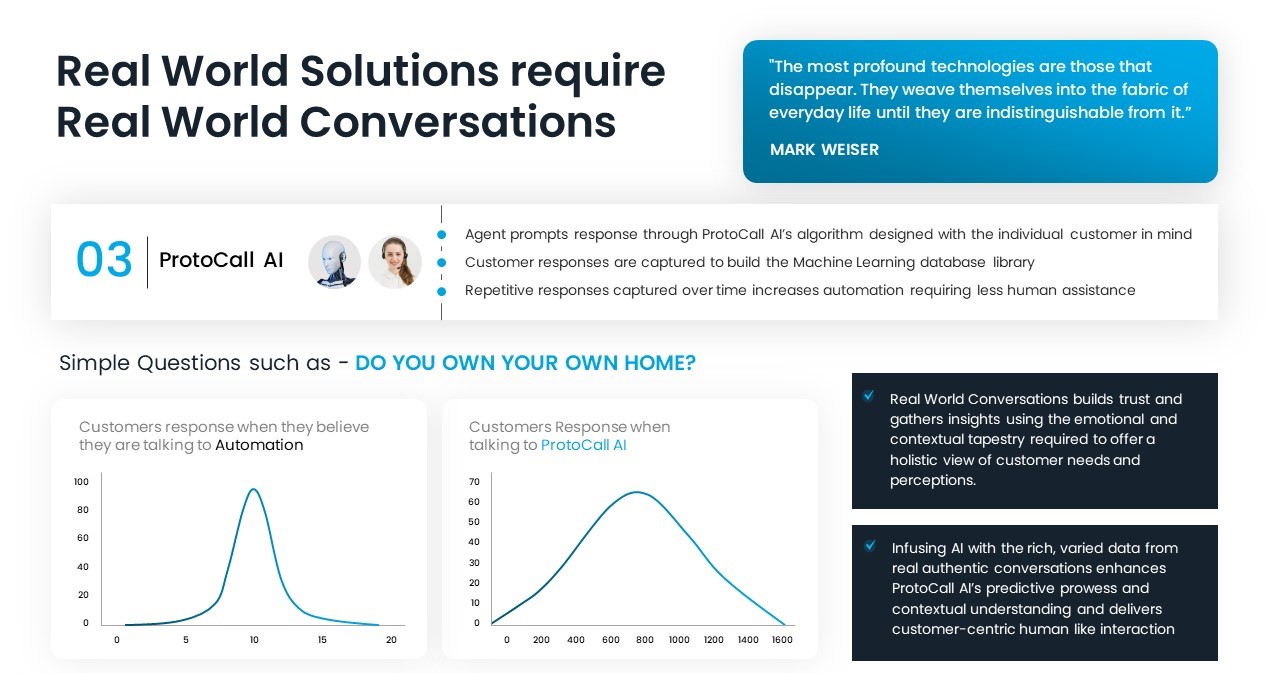 Real World Solutions require
Real World Conversations
"The most profound technologies are those that
disappear. They weave themselves into the fabric of
everyday life until they are indistinguishable from it.”
MARK WEISER
03
ProtoCall AI
Agent prompts response through ProtoCall AI’s algorithm designed with the individual customer in mind
Customer responses are captured to build the Machine Learning database library
Repetitive responses captured over time increases automation requiring less human assistance
Simple Questions such as - DO YOU OWN YOUR OWN HOME?
Customers response when they believe
they are talking to Automation
100
80
60
40
20
0
0 5 10 15 20
Customers Response when
talking to ProtoCall AI
70
60
50
40
30
20
10
0
0 200 400 600 800 1000 1200 1400 1600
Real World Conversations builds trust and
gathers insights using the emotional and
contextual tapestry required to offer a
holistic view of customer needs and
perceptions.
Infusing AI with the rich, varied data from
real authentic conversations enhances
ProtoCall AI’s predictive prowess and
contextual understanding and delivers
customer-centric human like interaction